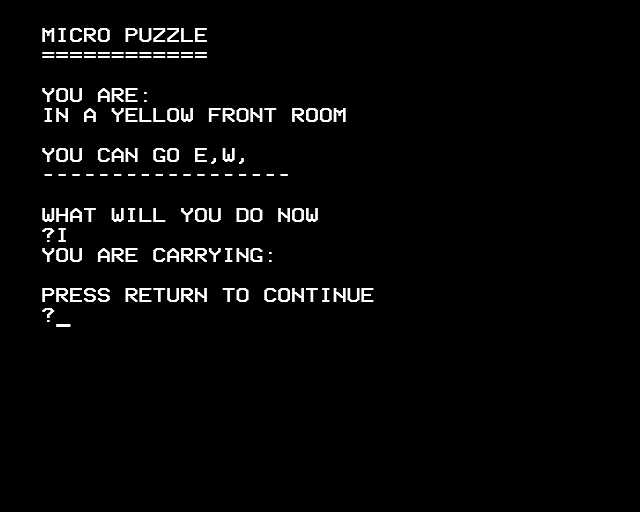 MICRO PUZZLE
============
YOU ARE:
IN A YELLOW FRONT ROOM
YOU CAN GO E,W,
------------------
WHAT WILL YOU DO NOW
?I
YOU ARE CARRYING:
PRESS RETURN TO CONTINUE
?_